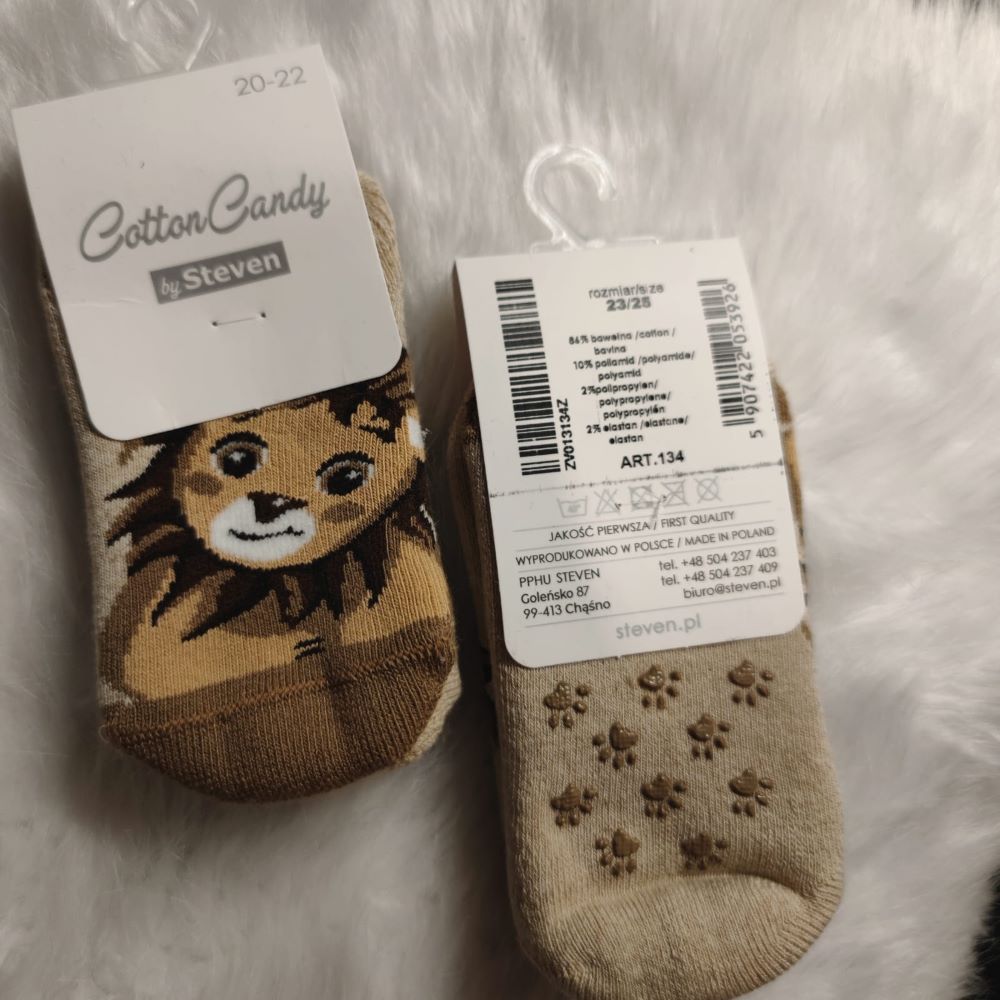 20-22
CottonCandy
by Steven
rozmiar/size
23/25
86% bawełna /cotton /
bavlna
10% poliamid /polyamide/
polyamid
2%polipropylen/
polypropylene/
polypropylén
2% elastan /elastane/
elastan
ART.134
ZV013134Z
5 907422 053926
JAKOŚĆ PIERWSZA / FIRST QUALITY
WYPRODUKOWANO W POLSCE / MADE IN POLAND
PPHU STEVEN
Goleńsko 87
99-413 Chąśno
tel. +48 504 237 403
tel. +48 504 237 409
biuro@steven.pl
steven.pl